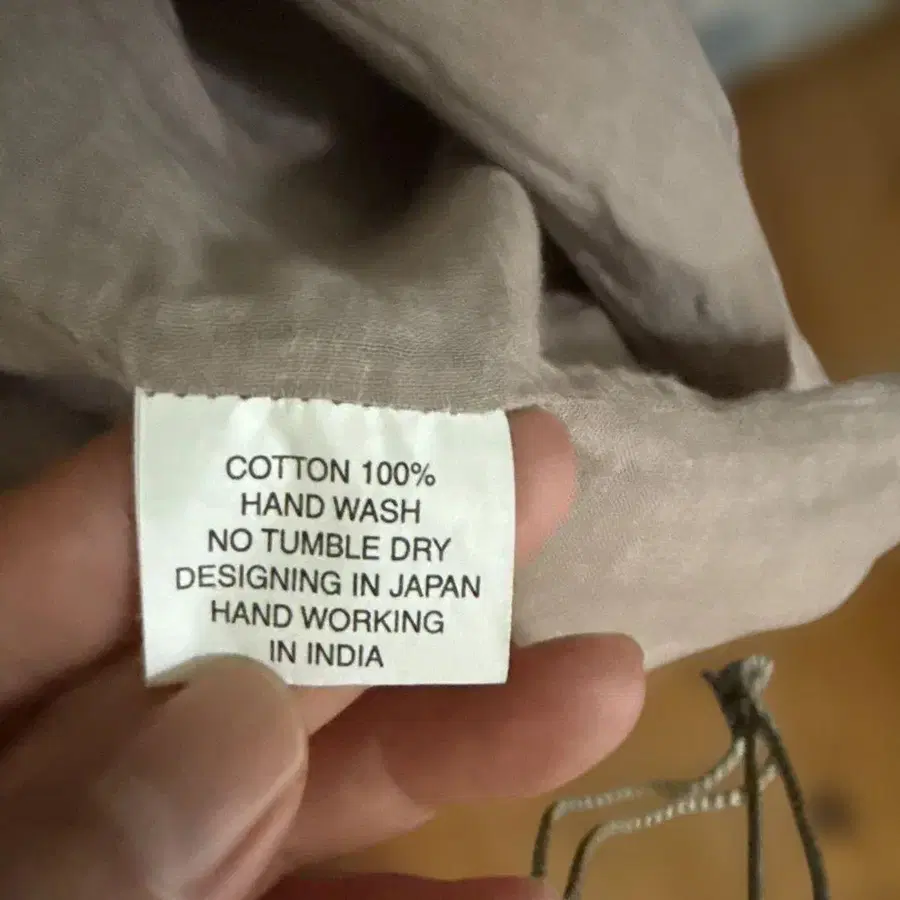 COTTON 100%
HAND WASH
NO TUMBLE DRY
DESIGNING IN JAPAN
HAND WORKING
IN INDIA